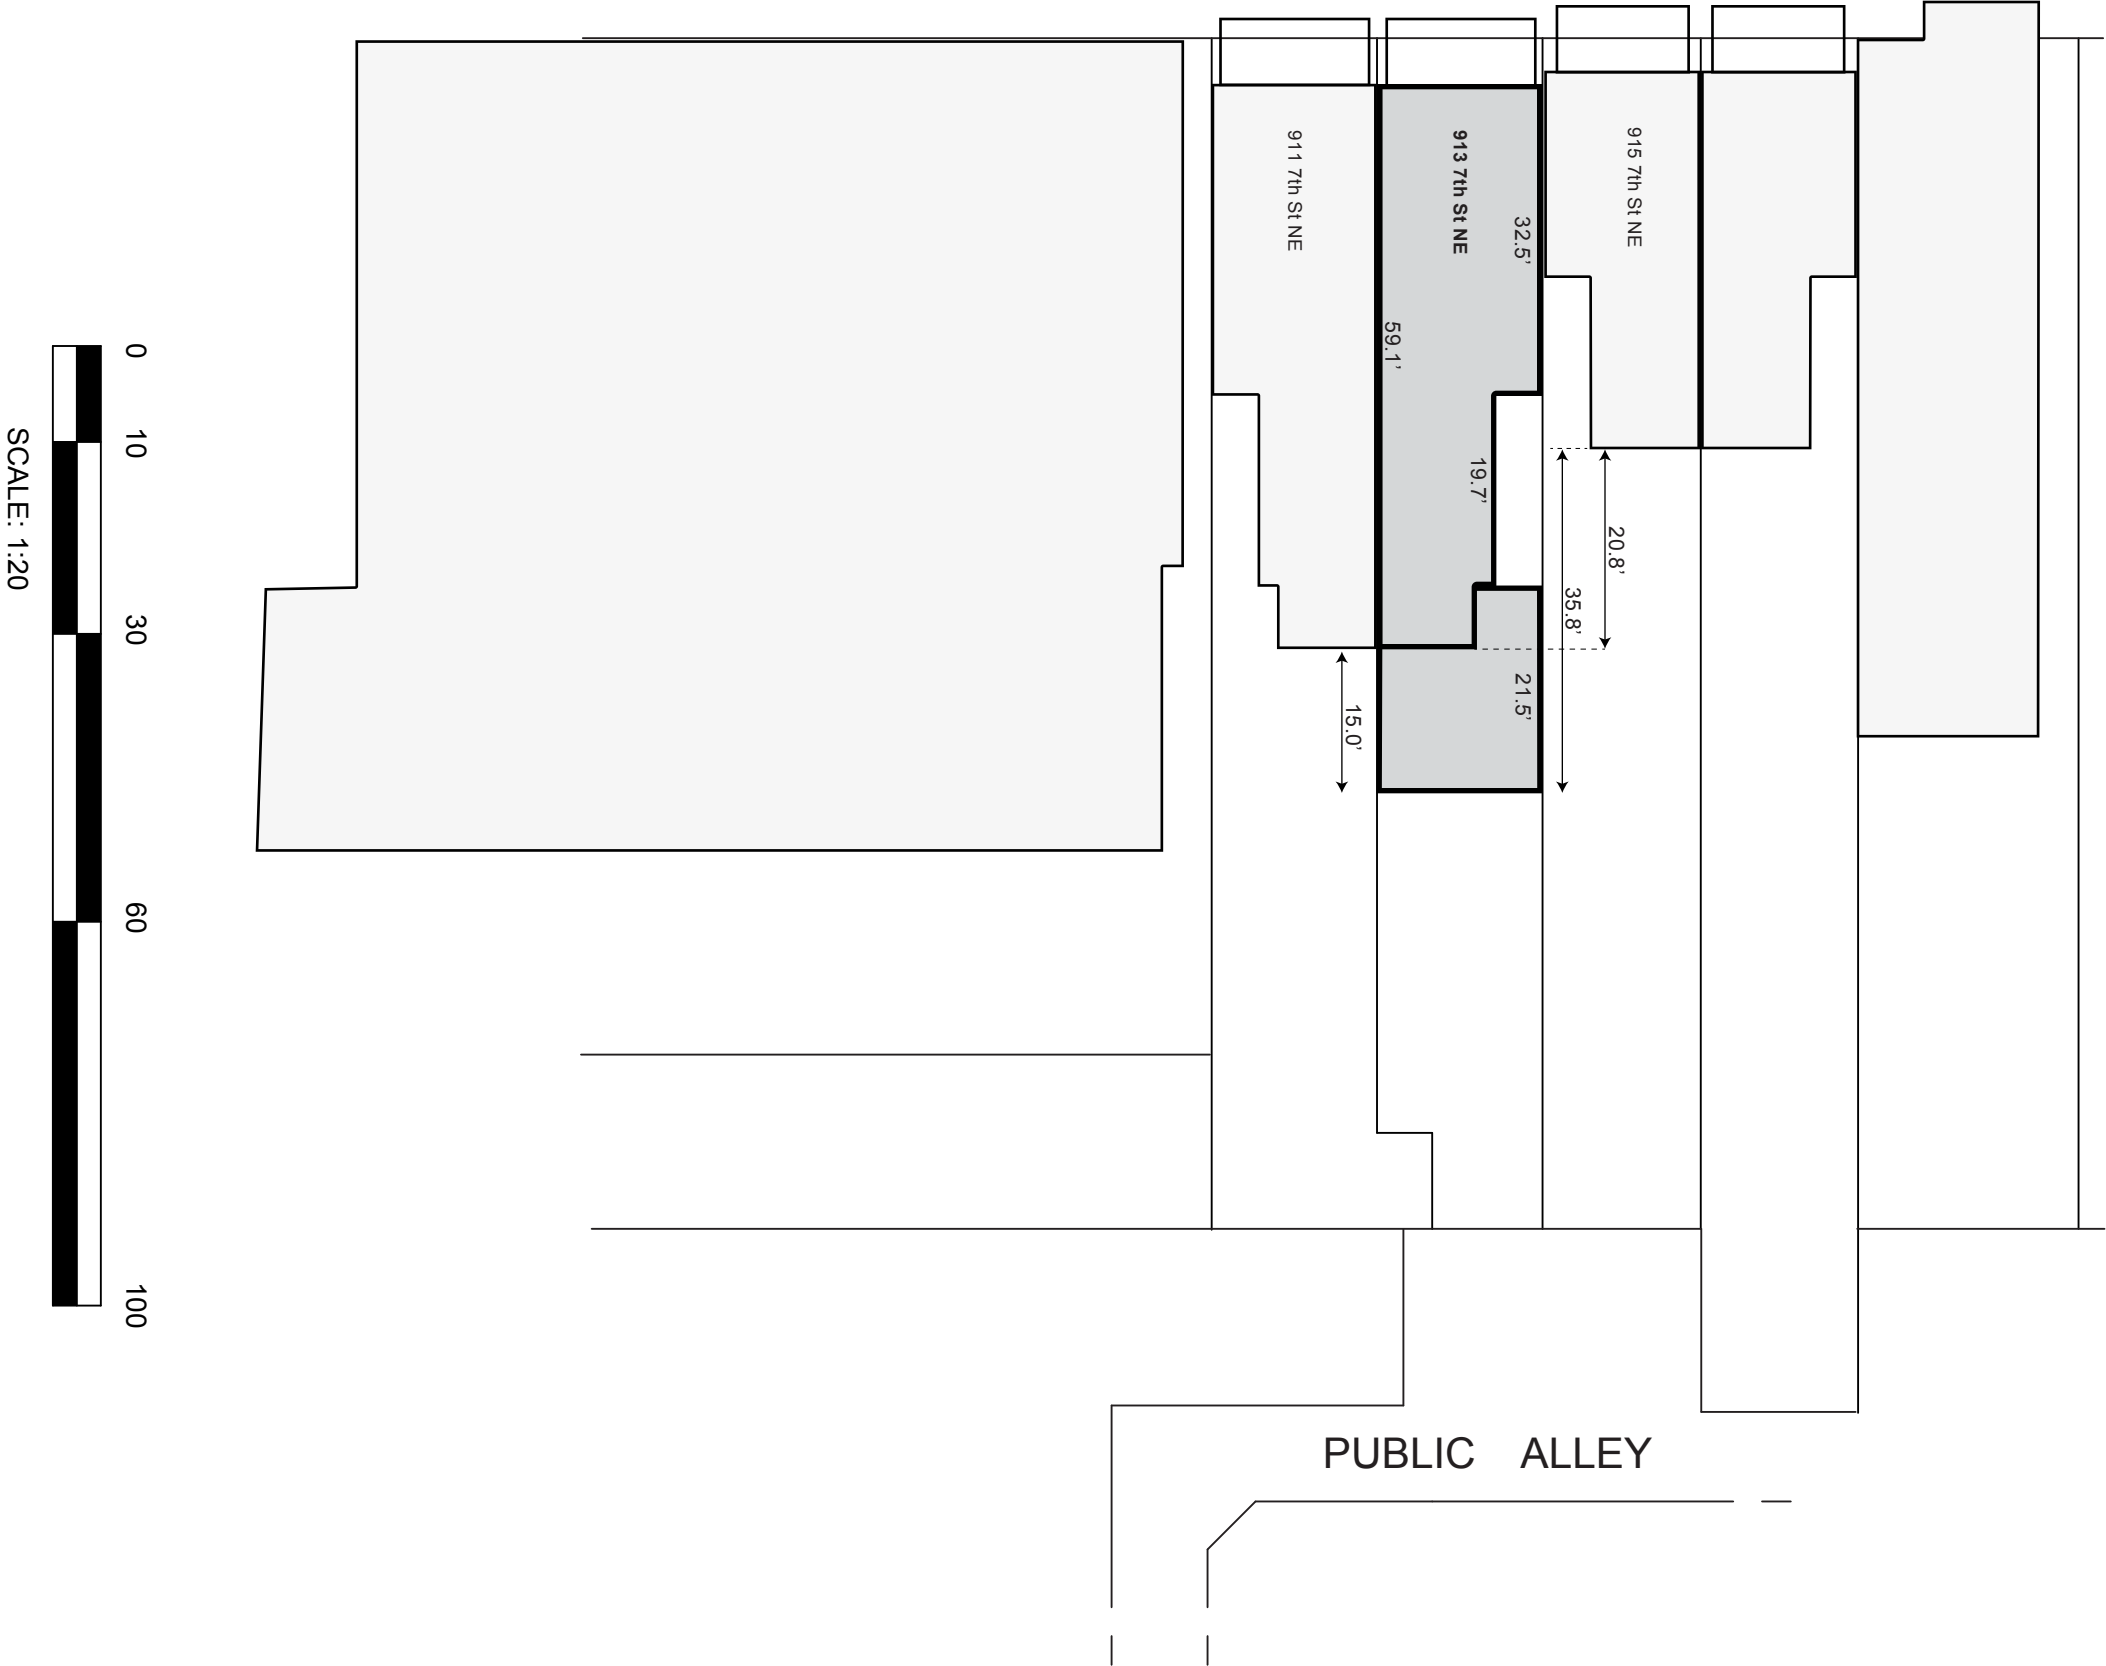 911 7th St NE
913 7th St NE
915 7th St NE
32.5’
59.1’
19.7’
20.8’
35.8’
21.5’
15.0’
0
10
30
60
100
SCALE: 1:20
PUBLIC ALLEY